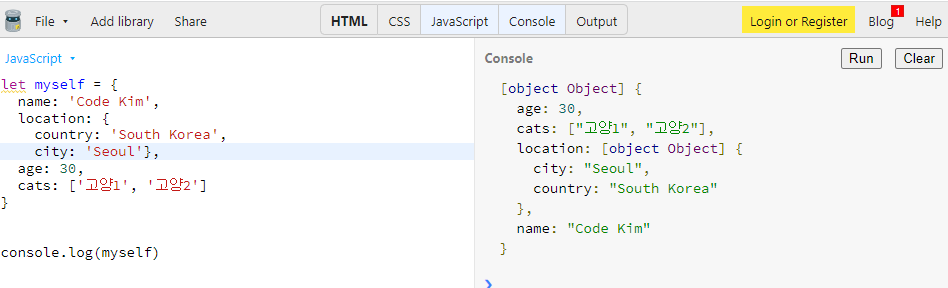 File Add library Share HTML CSS JavaScript Console Output Login or Register Blog 1 Help
JavaScript
let myself = {
name: 'Code Kim',
location: {
country: 'South Korea',
city: 'Seoul'},
age: 30,
cats: ['고양1', '고양2']
}
console.log(myself)
Console Run Clear
[object Object] {
age: 30,
cats: ["고양1", "고양2"],
location: [object Object] {
city: "Seoul",
country: "South Korea"
},
name: "Code Kim"
}